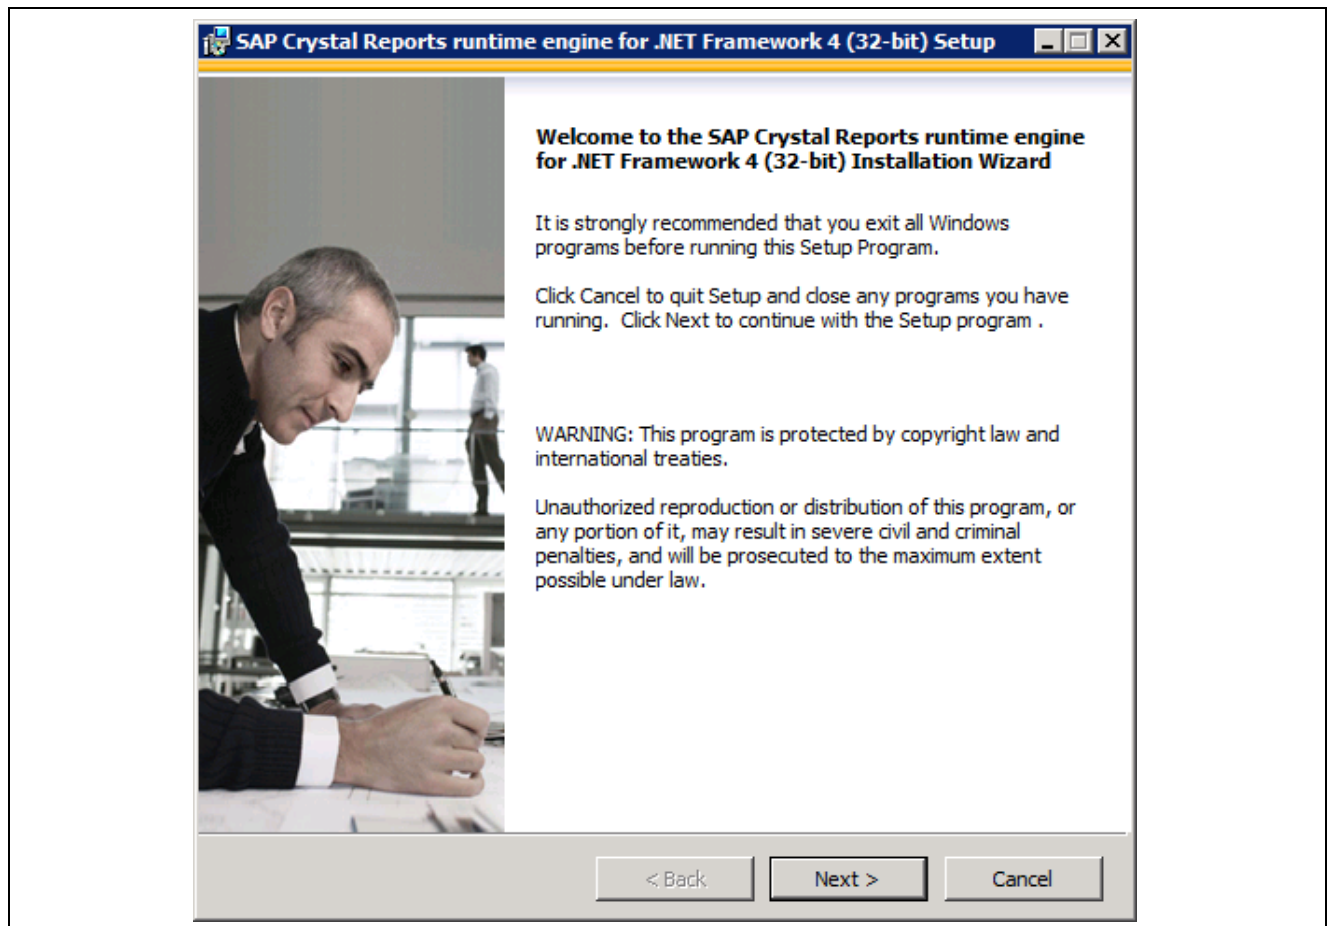 SAP Crystal Reports runtime engine for .NET Framework 4 (32-bit) Setup
Welcome to the SAP Crystal Reports runtime engine
for .NET Framework 4 (32-bit) Installation Wizard
It is strongly recommended that you exit all Windows
programs before running this Setup Program.
Click Cancel to quit Setup and close any programs you have
running.  Click Next to continue with the Setup program .
WARNING: This program is protected by copyright law and
international treaties.
Unauthorized reproduction or distribution of this program, or
any portion of it, may result in severe civil and criminal
penalties, and will be prosecuted to the maximum extent
possible under law.
< Back
Next >
Cancel